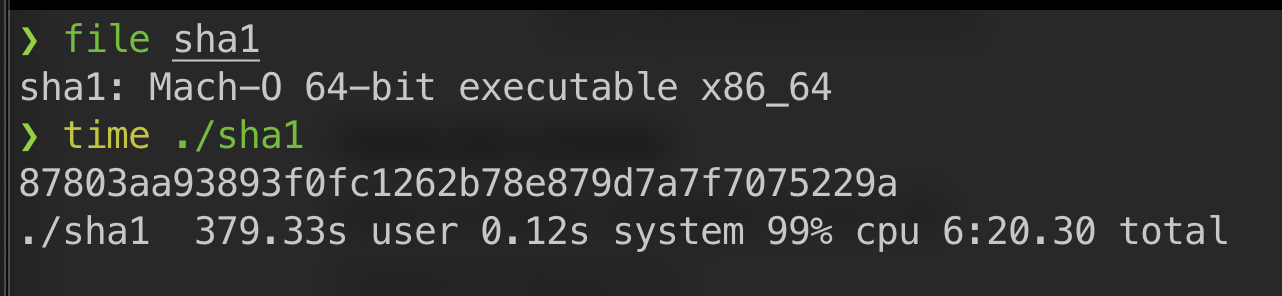 ❯ file sha1
sha1: Mach-O 64-bit executable x86_64
❯ time ./sha1
87803aa93893f0fc1262b78e879d7a7f7075229a
./sha1  379.33s user 0.12s system 99% cpu 6:20.30 total